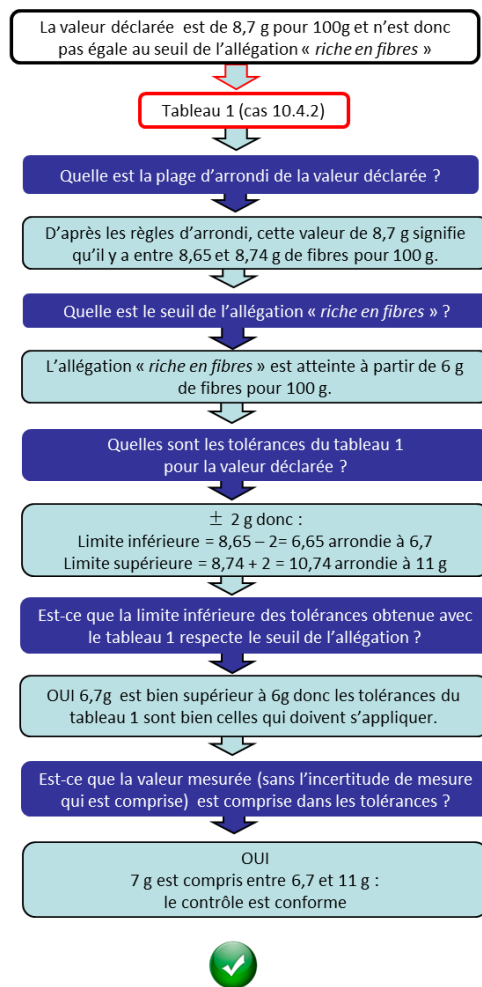 La valeur déclarée est de 8,7 g pour 100g et n'est donc
pas égale au seuil de l'allégation « riche en fibres »
Tableau 1 (cas 10.4.2)
Quelle est la plage d'arrondi de la valeur déclarée ?
D'après les règles d'arrondi, cette valeur de 8,7 g signifie
qu'il y a entre 8,65 et 8,74 g de fibres pour 100 g.
Quelle est le seuil de l'allégation « riche en fibres » ?
L'allégation « riche en fibres » est atteinte à partir de 6 g
de fibres pour 100 g.
Quelles sont les tolérances du tableau 1
pour la valeur déclarée ?
± 2 g donc :
Limite inférieure = 8,65 – 2= 6,65 arrondie à 6,7
Limite supérieure = 8,74 + 2 = 10,74 arrondie à 11 g
Est-ce que la limite inférieure des tolérances obtenue avec
le tableau 1 respecte le seuil de l'allégation ?
OUI 6,7g est bien supérieur à 6g donc les tolérances du
tableau 1 sont bien celles qui doivent s'appliquer.
Est-ce que la valeur mesurée (sans l'incertitude de mesure
qui est comprise) est comprise dans les tolérances ?
OUI
7 g est compris entre 6,7 et 11 g :
le contrôle est conforme